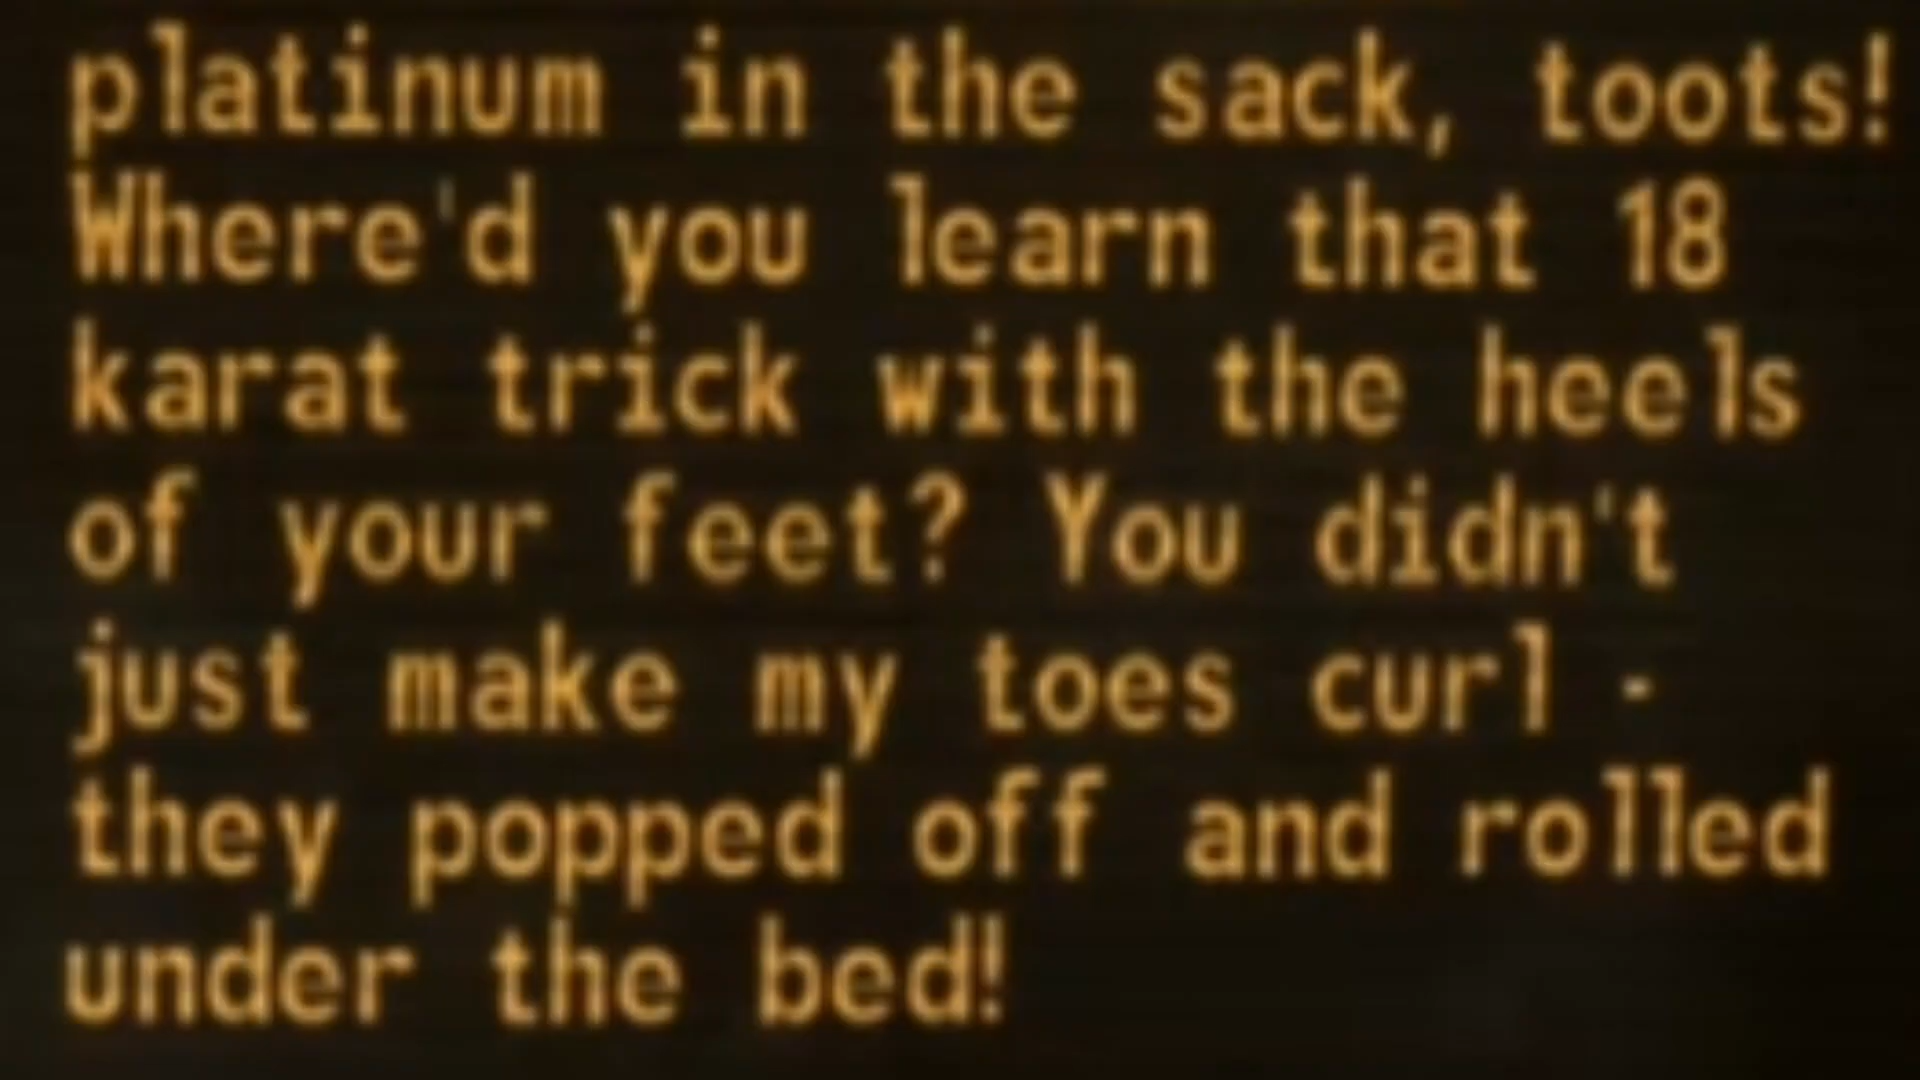 platinum in the sack, toots!
Where'd you learn that 18
karat trick with the heels
of your feet? You didn't
just make my toes curl -
they popped off and rolled
under the bed!